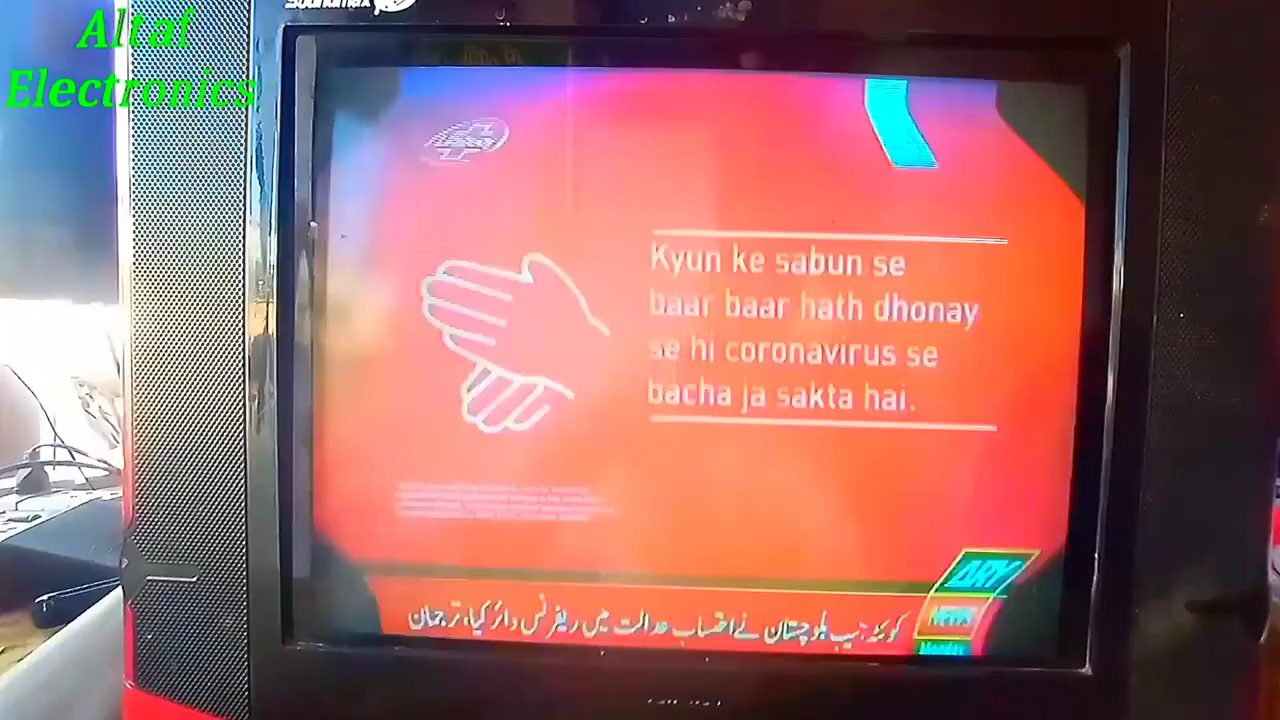 Soundmax
Altaf
Electronics
Kyun ke sabun se
baar baar hath dhonay
se hi coronavirus se
bacha ja sakta hai.
ARY
NEWS
Monday
کوئٹہ: نیب بلوچستان نے احتساب عدالت میں ریفرنس دائر کیا، ترجمان